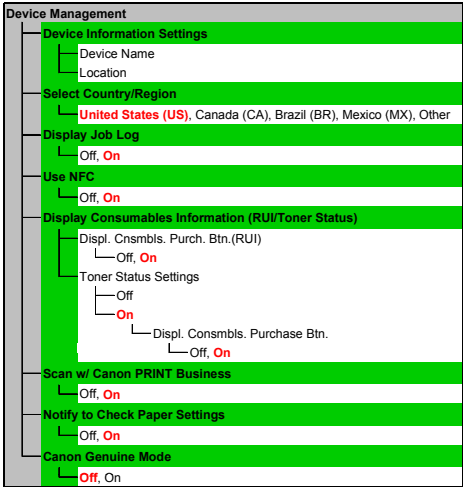 Device Management
Device Information Settings
Device Name
Location
Select Country/Region
United States (US), Canada (CA), Brazil (BR), Mexico (MX), Other
Display Job Log
Off, On
Use NFC
Off, On
Display Consumables Information (RUI/Toner Status)
Displ. Cnsmbls. Purch. Btn.(RUI)
Off, On
Toner Status Settings
Off
On
Displ. Consmbls. Purchase Btn.
Off, On
Scan w/ Canon PRINT Business
Off, On
Notify to Check Paper Settings
Off, On
Canon Genuine Mode
Off, On